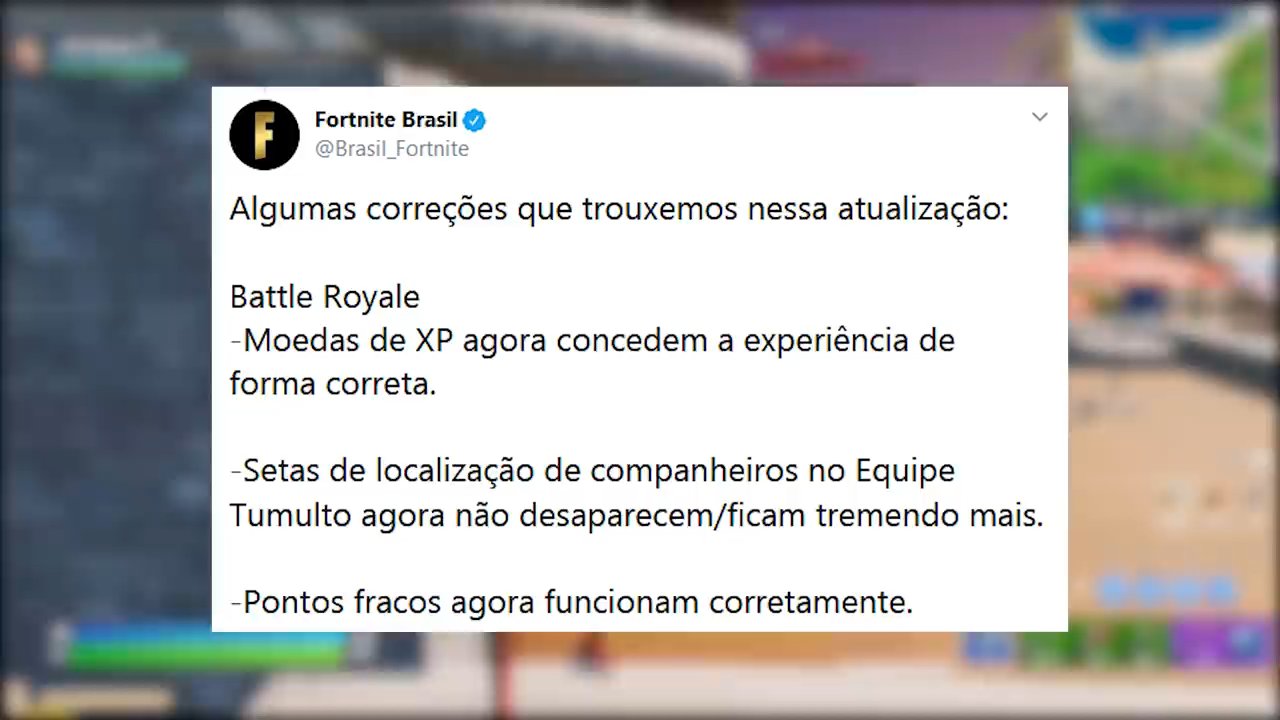 Fortnite Brasil
@Brasil_Fortnite
Algumas correções que trouxemos nessa atualização:
Battle Royale
-Moedas de XP agora concedem a experiência de
forma correta.
-Setas de localização de companheiros no Equipe
Tumulto agora não desaparecem/ficam tremendo mais.
-Pontos fracos agora funcionam corretamente.